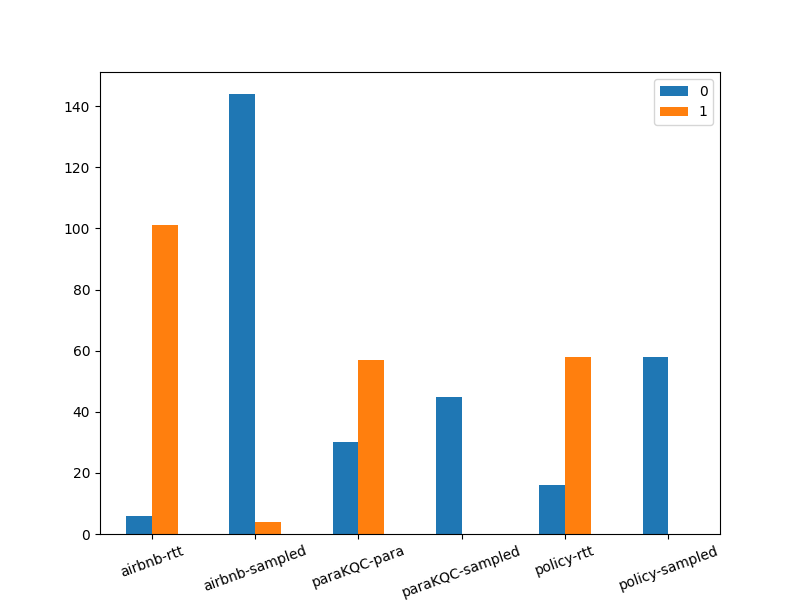 0
1
140
120
100
80
60
40
20
0
airbnb-rtt
airbnb-sampled
paraKQC-para
paraKQC-sampled
policy-rtt
policy-sampled